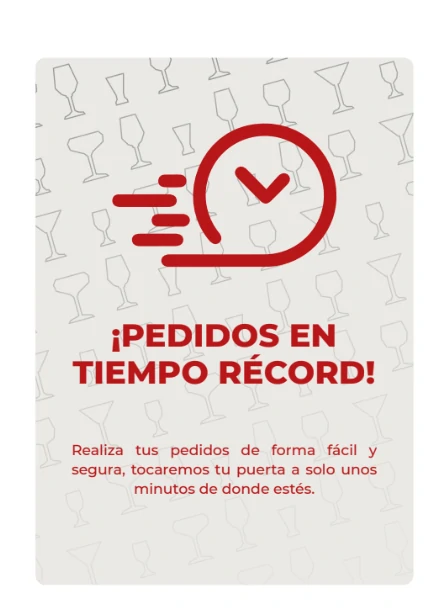 ¡PEDIDOS EN
TIEMPO RÉCORD!
Realiza tus pedidos de forma fácil y
segura, tocaremos tu puerta a solo unos
minutos de donde estés.